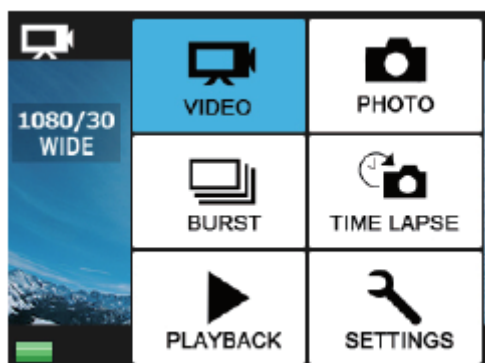 1080/30
WIDE
VIDEO
PHOTO
BURST
TIME LAPSE
PLAYBACK
SETTINGS